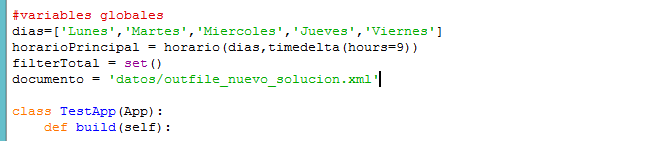 #variables globales
dias=['Lunes','Martes','Miercoles','Jueves','Viernes']
horarioPrincipal = horario(dias,timedelta(hours=9))
filterTotal = set()
documento = 'datos/outfile_nuevo_solucion.xml'
class TestApp(App):
def build(self):